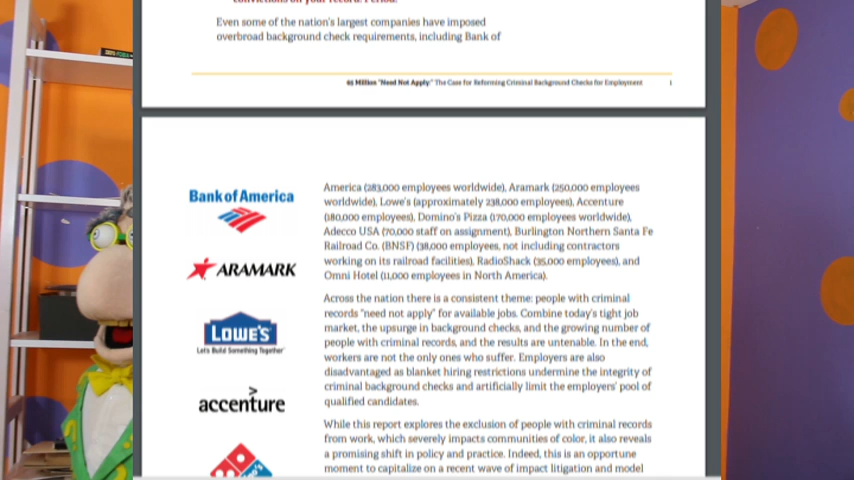 convictions on your record. Period.
Even some of the nation's largest companies have imposed
overbroad background check requirements, including Bank of
65 Million "Need Not Apply:" The Case for Reforming Criminal Background Checks for Employment 1
Bank of America
ARAMARK
LOWE'S
Let's Build Something Together
accenture
America (283,000 employees worldwide), Aramark (250,000 employees
worldwide), Lowe's (approximately 238,000 employees), Accenture
(180,000 employees), Domino's Pizza (170,000 employees worldwide),
Adecco USA (70,000 staff on assignment), Burlington Northern Santa Fe
Railroad Co. (BNSF) (38,000 employees, not including contractors
working on its railroad facilities), RadioShack (35,000 employees), and
Omni Hotel (11,000 employees in North America).
Across the nation there is a consistent theme: people with criminal
records "need not apply" for available jobs. Combine today's tight job
market, the upsurge in background checks, and the growing number of
people with criminal records, and the results are untenable. In the end,
workers are not the only ones who suffer. Employers are also
disadvantaged as blanket hiring restrictions undermine the integrity of
criminal background checks and artificially limit the employers' pool of
qualified candidates.
While this report explores the exclusion of people with criminal records
from work, which severely impacts communities of color, it also reveals
a promising shift in policy and practice. Indeed, this is an opportune
moment to capitalize on a recent wave of impact litigation and model